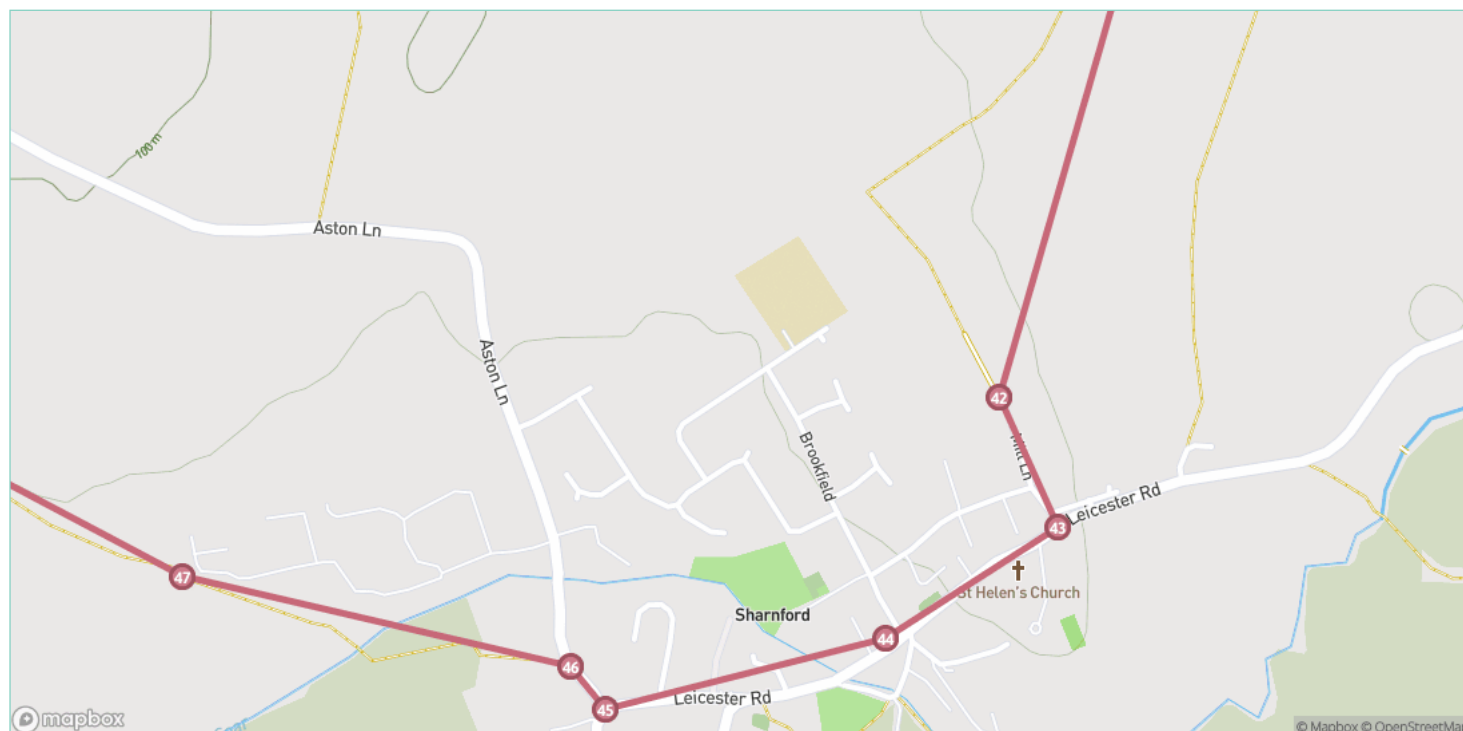 100 m
Aston Ln
Aston Ln
42
Brookfield
Mill Ln
Leicester Rd
43
47
St Helen's Church
Sharnford
44
46
Leicester Rd
45
mapbox
© Mapbox © OpenStreetMap